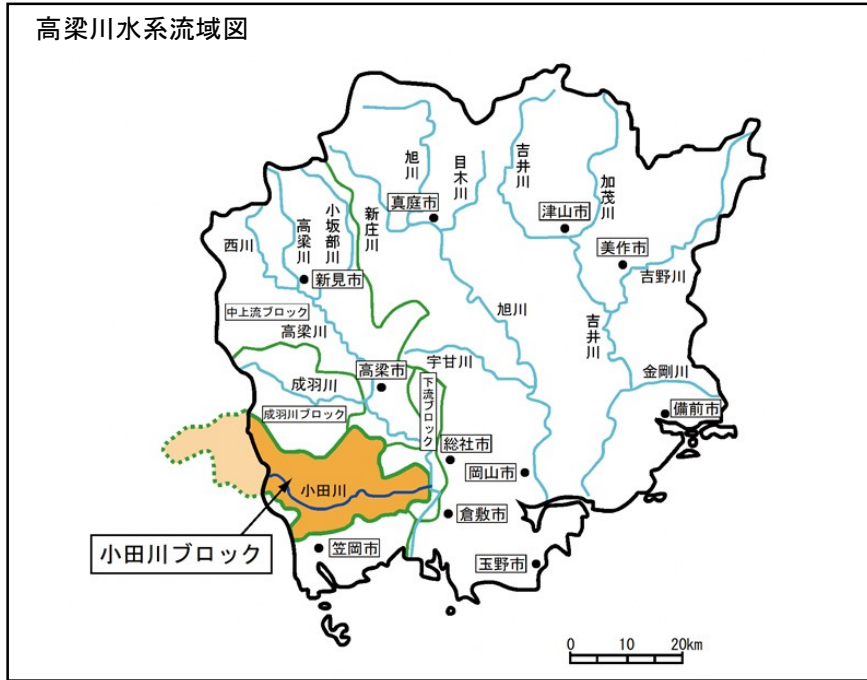 高梁川水系流域図
旭川
目木川
吉井川
加茂川
真庭市
津山市
新庄川
小坂部川
高梁川
西川
新見市
美作市
吉野川
中上流ブロック
高梁川
旭川
吉井川
宇甘川
金剛川
成羽川
高梁市
下流ブロック
備前市
成羽川ブロック
総社市
岡山市
小田川
倉敷市
小田川ブロック
笠岡市
玉野市
0 10 20km